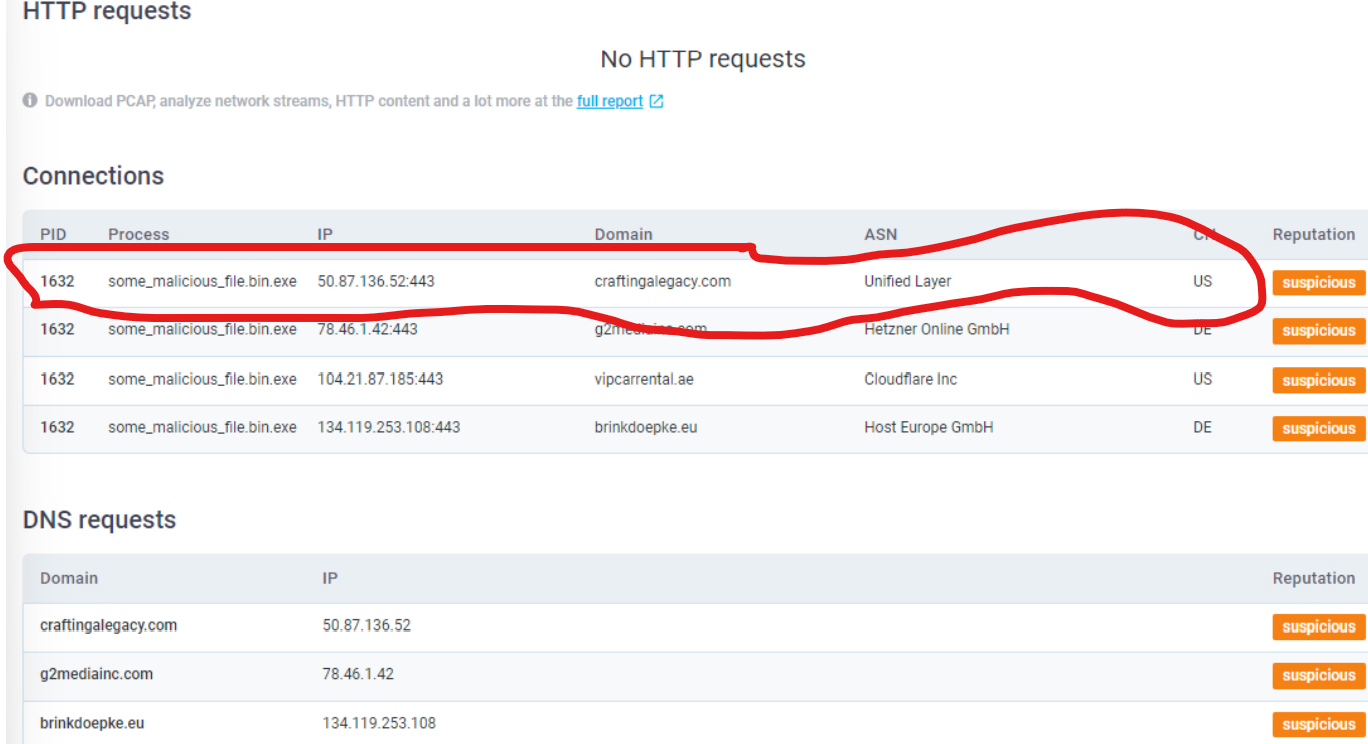 HTTP requests
No HTTP requests
Download PCAP, analyze network streams, HTTP content and a lot more at the full report
Connections
PID Process IP Domain ASN Reputation
1632 some_malicious_file.bin.exe 50.87.136.52:443 craftingalegacy.com Unified Layer US suspicious
1632 some_malicious_file.bin.exe 78.46.1.42:443 g2mediainc.com Hetzner Online GmbH DE suspicious
1632 some_malicious_file.bin.exe 104.21.87.185:443 vipcarrental.ae Cloudflare Inc US suspicious
1632 some_malicious_file.bin.exe 134.119.253.108:443 brinkdoepke.eu Host Europe GmbH DE suspicious
DNS requests
Domain IP Reputation
craftingalegacy.com 50.87.136.52 suspicious
g2mediainc.com 78.46.1.42 suspicious
brinkdoepke.eu 134.119.253.108 suspicious